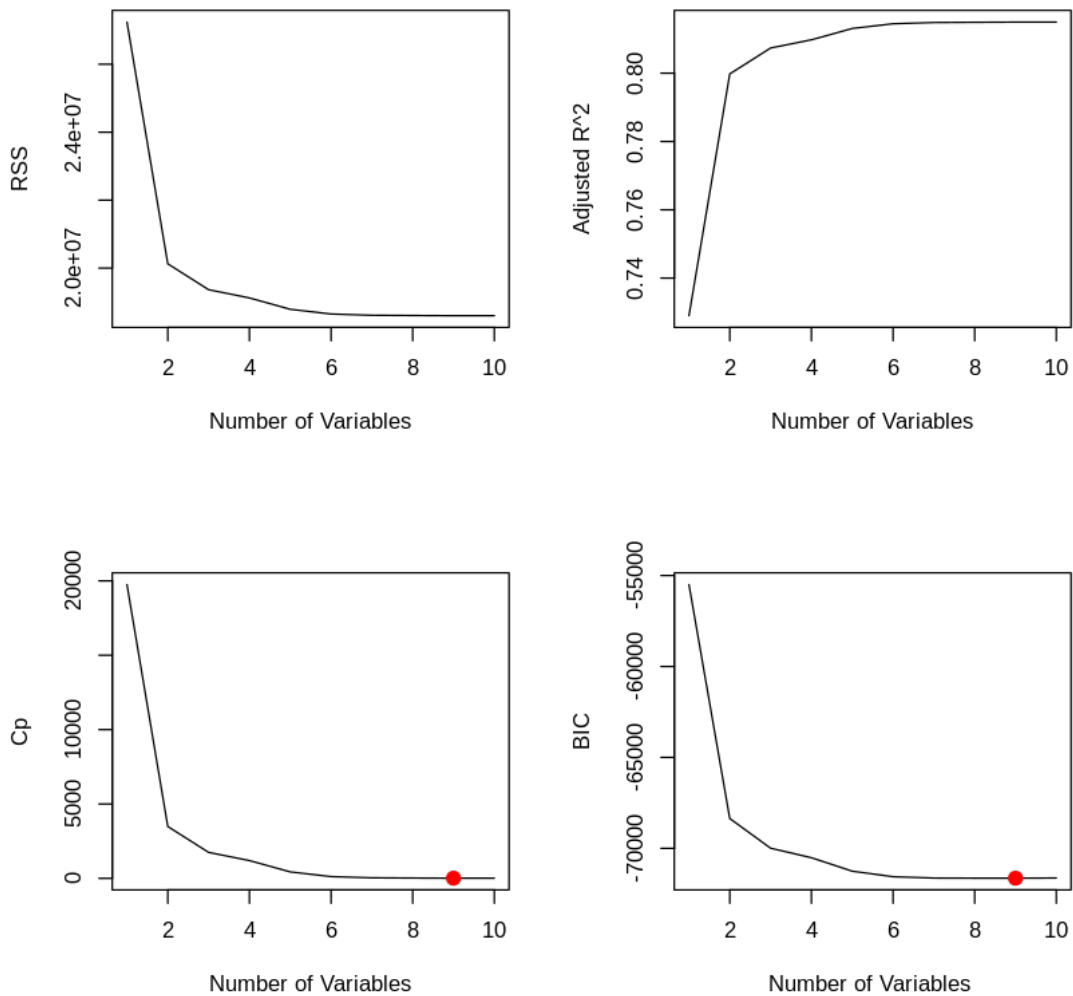 RSS
2.0e+07
2.4e+07
2 4 6 8 10
Number of Variables
Adjusted R^2
0.74 0.76 0.78 0.80
2 4 6 8 10
Number of Variables
Cp
0 5000 10000 20000
2 4 6 8 10
Number of Variables
BIC
-70000 -65000 -60000 -55000
2 4 6 8 10
Number of Variables